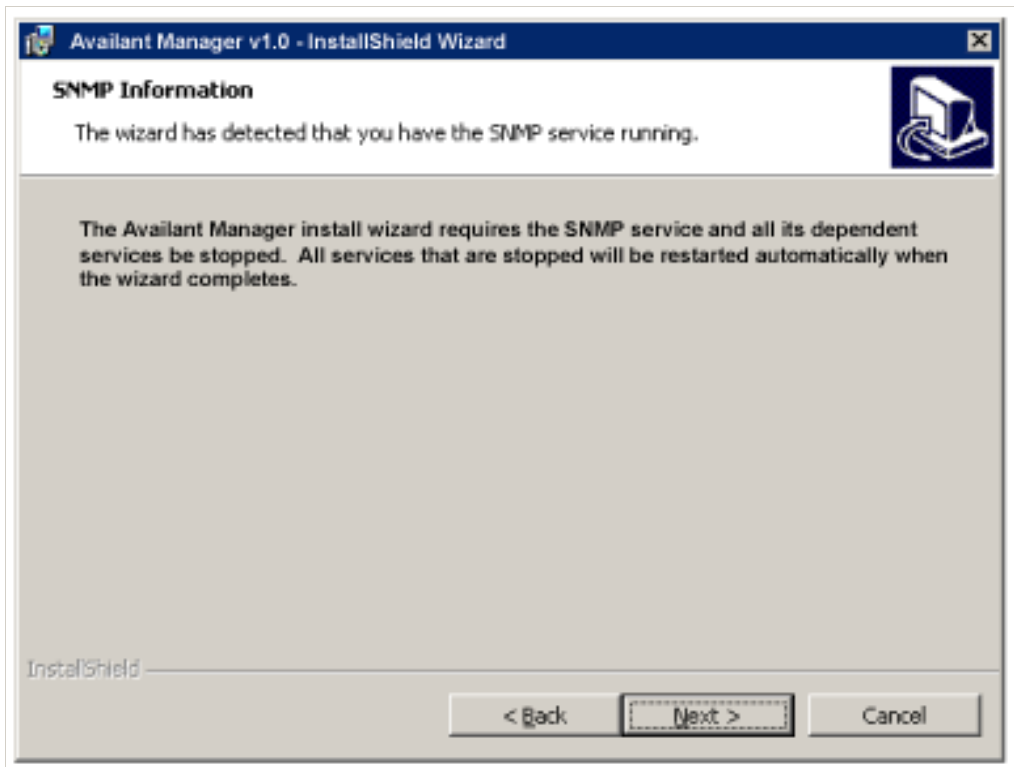 Availant Manager v1.0 - InstallShield Wizard
SNMP Information
The wizard has detected that you have the SNMP service running.
The Availant Manager install wizard requires the SNMP service and all its dependent
services be stopped.  All services that are stopped will be restarted automatically when
the wizard completes.
InstallShield
< Back
Next >
Cancel